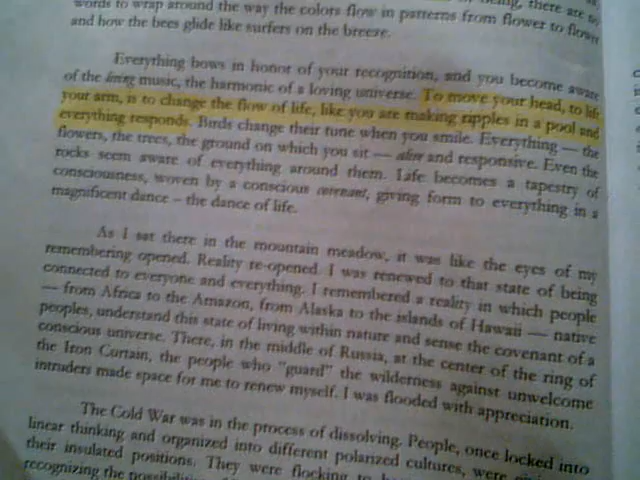 being, there are no
words to wrap around the way the colors flow in patterns from flower to flower
and how the bees glide like surfers on the breeze.
Everything bows in honor of your recognition, and you become aware
of the living music, the harmonic of a loving universe. To move your head, to lift
your arm, is to change the flow of life, like you are making ripples in a pool and
everything responds. Birds change their tune when you smile. Everything — the
flowers, the trees, the ground on which you sit — alive and responsive. Even the
rocks seem aware of everything around them. Life becomes a tapestry of
consciousness, woven by a conscious covenant, giving form to everything in a
magnificent dance – the dance of life.
As I sat there in the mountain meadow, it was like the eyes of my
remembering opened. Reality re-opened. I was renewed to that state of being
connected to everyone and everything. I remembered a reality in which people
— from Africa to the Amazon, from Alaska to the islands of Hawaii — native
peoples, understand this state of living within nature and sense the covenant of a
conscious universe. There, in the middle of Russia, at the center of the ring of
the Iron Curtain, the people who "guard" the wilderness against unwelcome
intruders made space for me to renew myself. I was flooded with appreciation.
The Cold War was in the process of dissolving. People, once locked into
linear thinking and organized into different polarized cultures, were
their insulated positions. They were flocking to
recognizing the